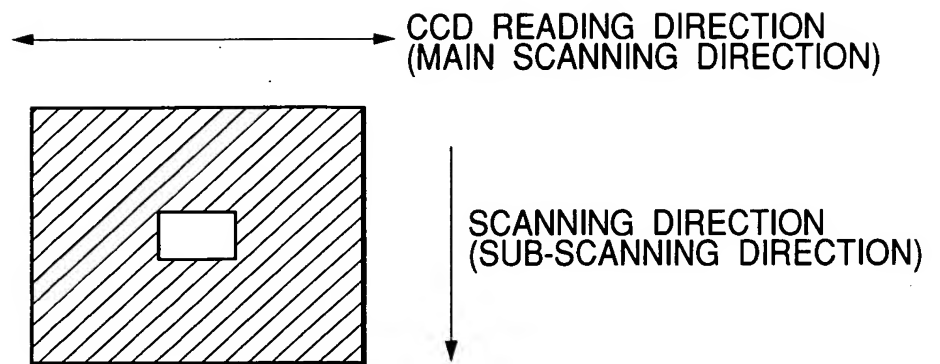 CCD READING DIRECTION
(MAIN SCANNING DIRECTION)
SCANNING DIRECTION
(SUB-SCANNING DIRECTION)